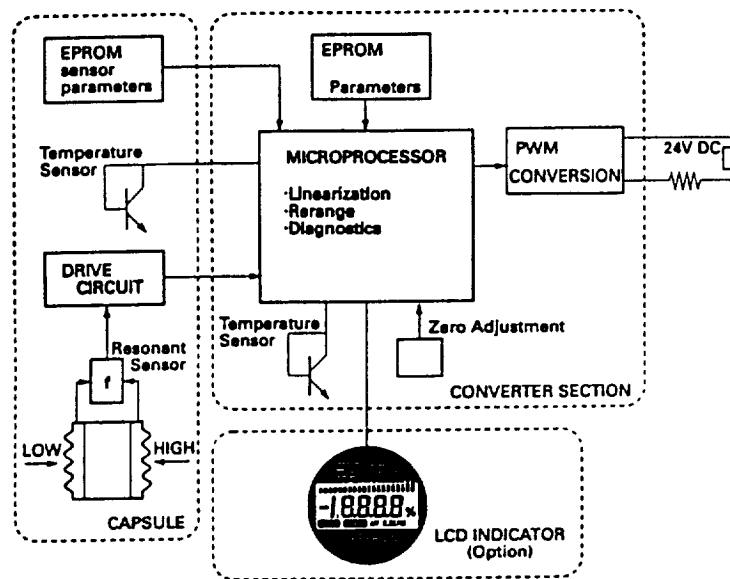 EPROM
sensor
parameters
EPROM
Parameters
Temperature
Sensor
MICROPROCESSOR
·Linearization
·Rerange
·Diagnostics
PWM
CONVERSION
24V DC
DRIVE
CIRCUIT
Resonant
Sensor
f
LOW
HIGH
CAPSULE
Temperature
Sensor
Zero Adjustment
CONVERTER SECTION
-1.8.8.8.8 %
LCD INDICATOR
(Option)